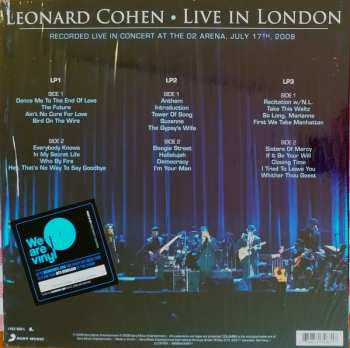 LEONARD COHEN • LIVE IN LONDON
RECORDED LIVE IN CONCERT AT THE O2 ARENA, JULY 17TH, 2008
LP1
SIDE 1
Dance Me To The End Of Love
The Future
Ain't No Cure For Love
Bird On The Wire
SIDE 2
Everybody Knows
In My Secret Life
Who By Fire
Hey, That's No Way To Say Goodbye
LP2
SIDE 1
Anthem
Introduction
Tower Of Song
Suzanne
The Gypsy's Wife
SIDE 2
Boogie Street
Hallelujah
Democracy
I'm Your Man
LP3
SIDE 1
Recitation w/N.L.
Take This Waltz
So Long, Marianne
First We Take Manhattan
SIDE 2
Sisters Of Mercy
If It Be Your Will
Closing Time
I Tried To Leave You
Whither Thou Goest
We are
vinyl
SONY MUSIC